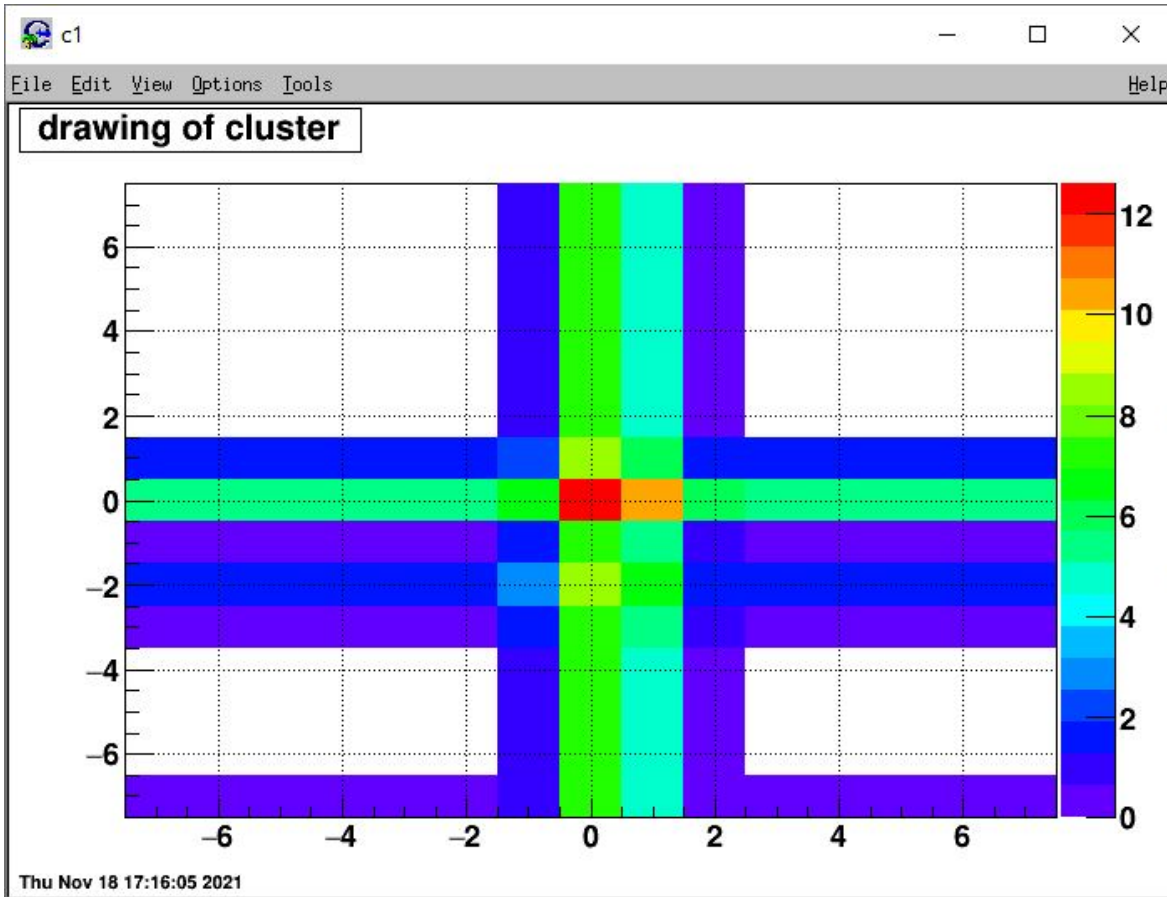 c1
File Edit View Options Tools Help
drawing of cluster
12
6
4
10
2
8
0
6
−2
4
−4
2
−6
0
−6 −4 −2 0 2 4 6
Thu Nov 18 17:16:05 2021